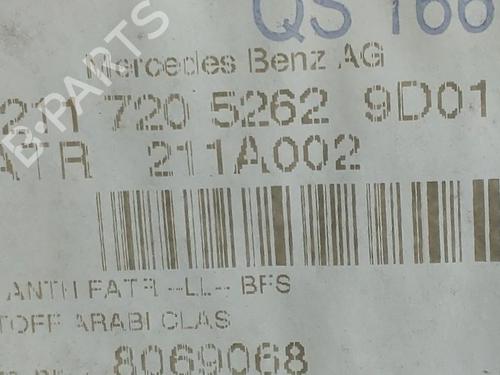 QS 166
B-PARTS
Mercedes Benz AG
211 720 5262 9D01
ATR 211A002
ANTH FATR --LL-- BFS
TOFF ARABI CLAS
8069068